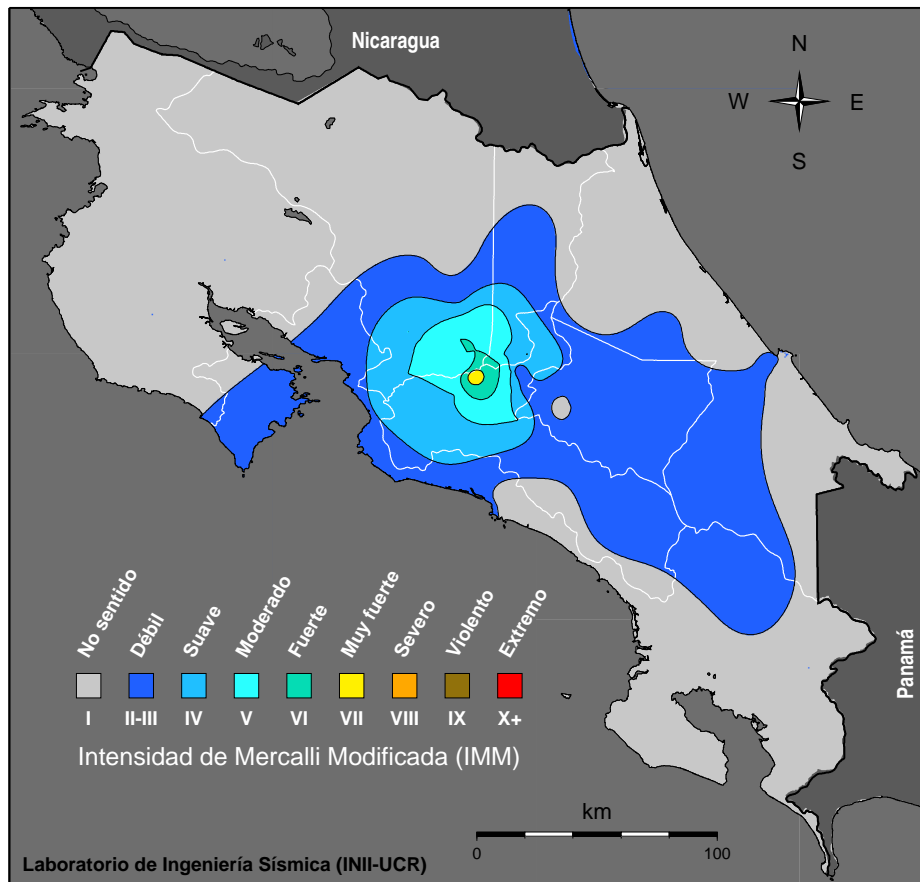 Nicaragua
N
W E
S
Panamá
No sentido
Débil
Suave
Moderado
Fuerte
Muy fuerte
Severo
Violento
Extremo
I II-III IV V VI VII VIII IX X+
Intensidad de Mercalli Modificada (IMM)
km
0 100
Laboratorio de Ingeniería Sísmica (INII-UCR)